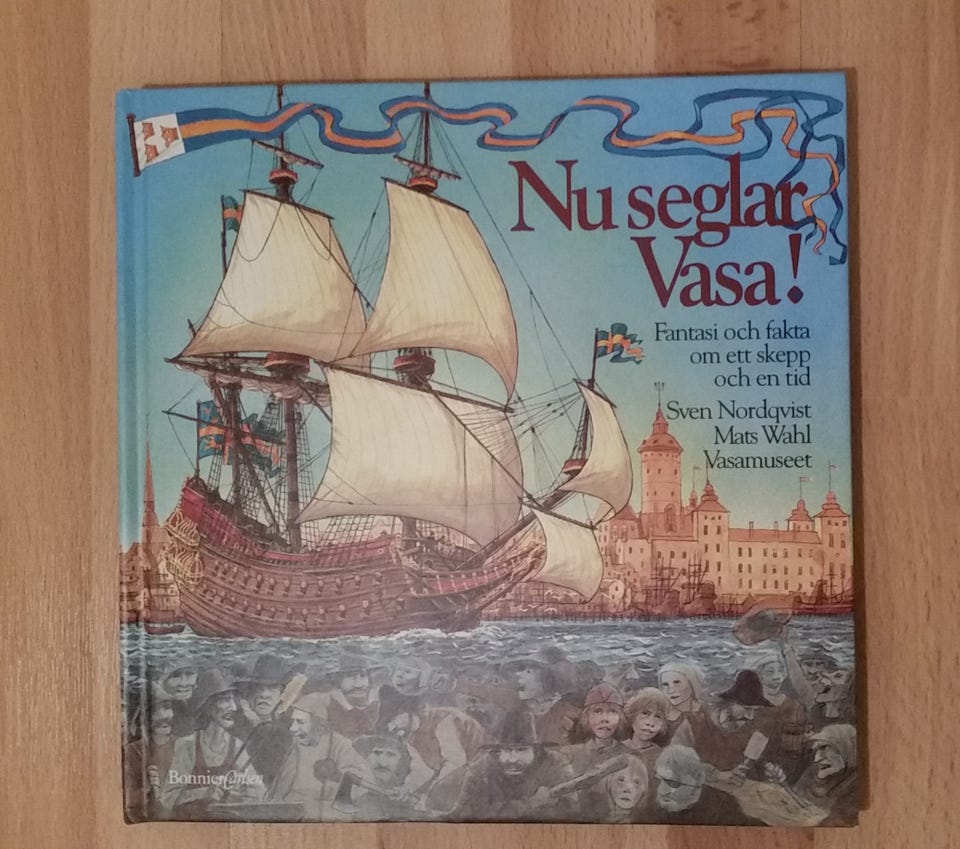 Nu seglar
Vasa!
Fantasi och fakta
om ett skepp
och en tid
Sven Nordqvist
Mats Wahl
Vasamuseet
BonnierCarlsen